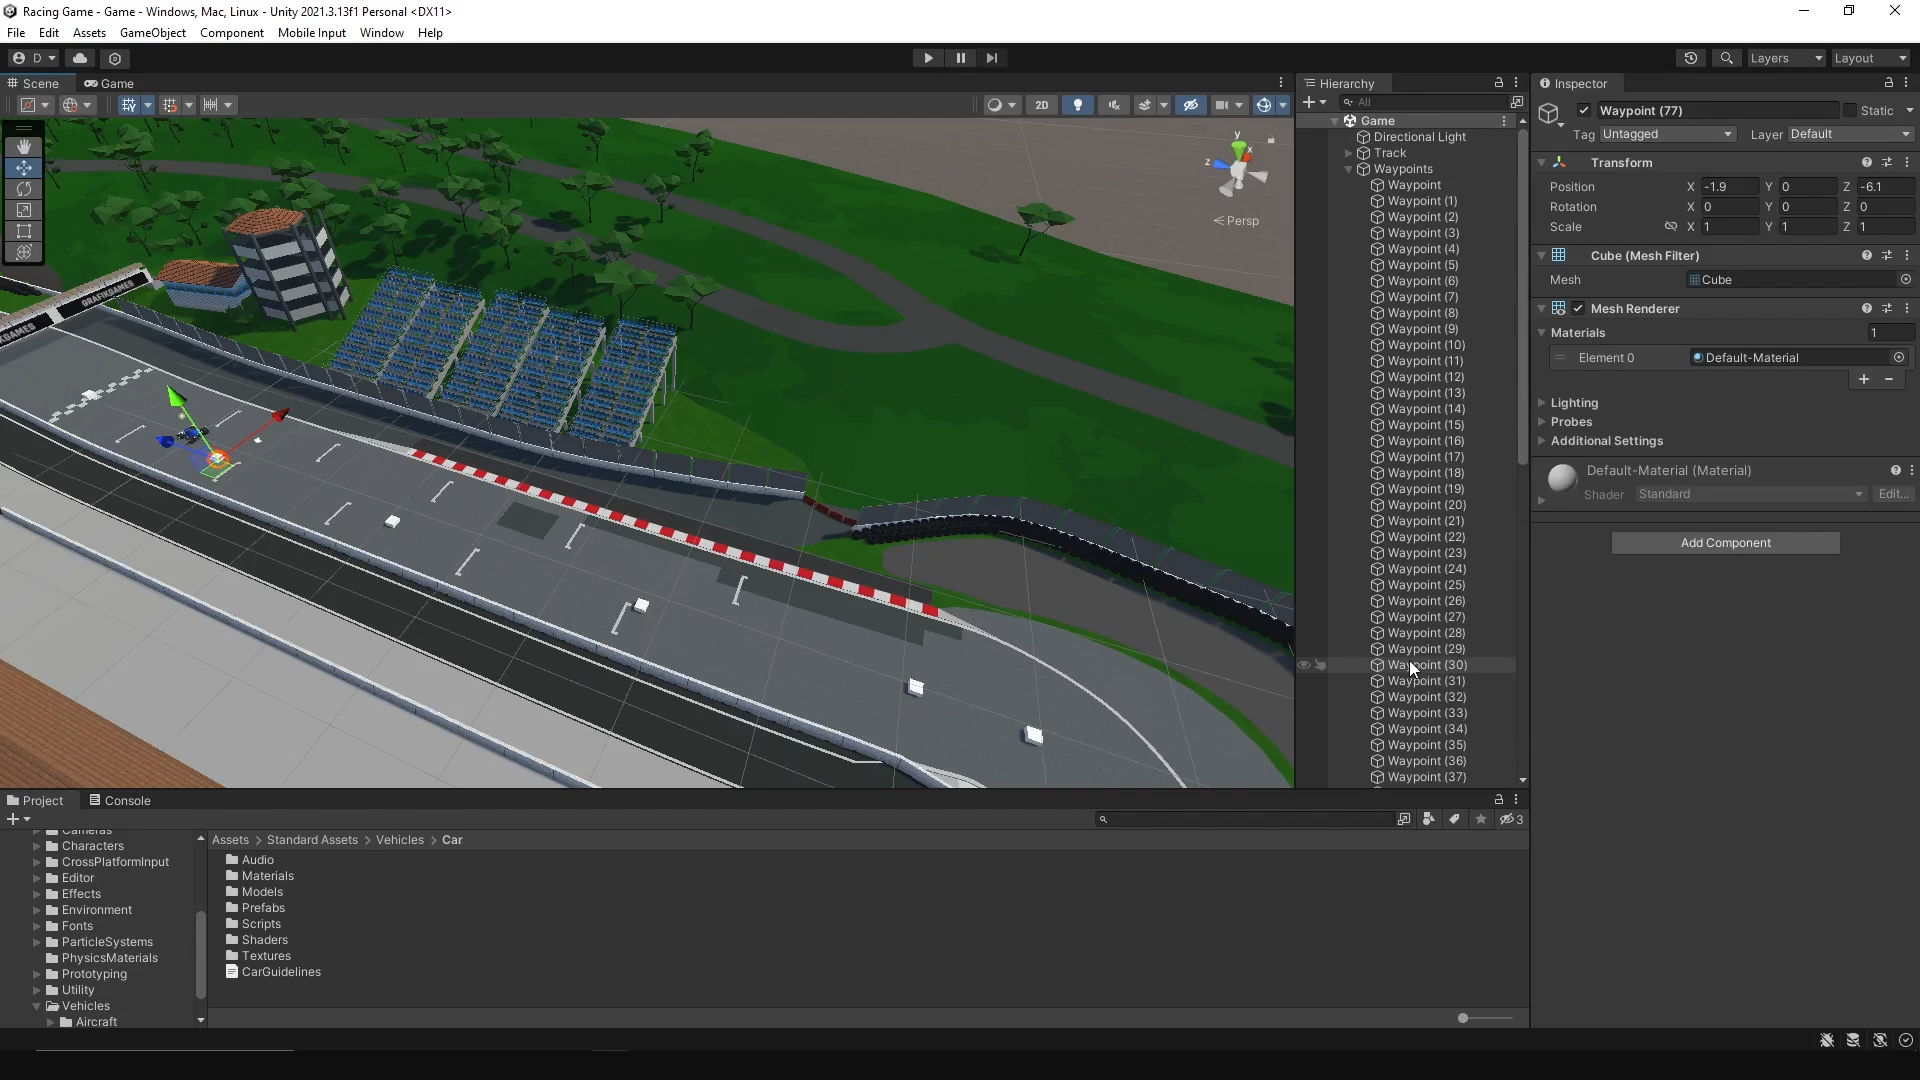 Racing Game - Game - Windows, Mac, Linux - Unity 2021.3.13f1 Personal <DX11>
File Edit Assets GameObject Component Mobile Input Window Help
D Layers Layout
Scene Game
2D
Persp
y
x
z
DRAFIKGAMES
KGAMES
Hierarchy
All
Game
Directional Light
Track
Waypoints
Waypoint
Waypoint (1)
Waypoint (2)
Waypoint (3)
Waypoint (4)
Waypoint (5)
Waypoint (6)
Waypoint (7)
Waypoint (8)
Waypoint (9)
Waypoint (10)
Waypoint (11)
Waypoint (12)
Waypoint (13)
Waypoint (14)
Waypoint (15)
Waypoint (16)
Waypoint (17)
Waypoint (18)
Waypoint (19)
Waypoint (20)
Waypoint (21)
Waypoint (22)
Waypoint (23)
Waypoint (24)
Waypoint (25)
Waypoint (26)
Waypoint (27)
Waypoint (28)
Waypoint (29)
Waypoint (30)
Waypoint (31)
Waypoint (32)
Waypoint (33)
Waypoint (34)
Waypoint (35)
Waypoint (36)
Waypoint (37)
Inspector
Waypoint (77) Static
Tag Untagged Layer Default
Transform
Position X -1.9 Y 0 Z -6.1
Rotation X 0 Y 0 Z 0
Scale X 1 Y 1 Z 1
Cube (Mesh Filter)
Mesh Cube
Mesh Renderer
Materials 1
Element 0 Default-Material
Lighting
Probes
Additional Settings
Default-Material (Material)
Shader Standard Edit...
Add Component
Project Console
3
Cameras
Characters
CrossPlatformInput
Editor
Effects
Environment
Fonts
ParticleSystems
PhysicsMaterials
Prototyping
Utility
Vehicles
Aircraft
Assets > Standard Assets > Vehicles > Car
Audio
Materials
Models
Prefabs
Scripts
Shaders
Textures
CarGuidelines